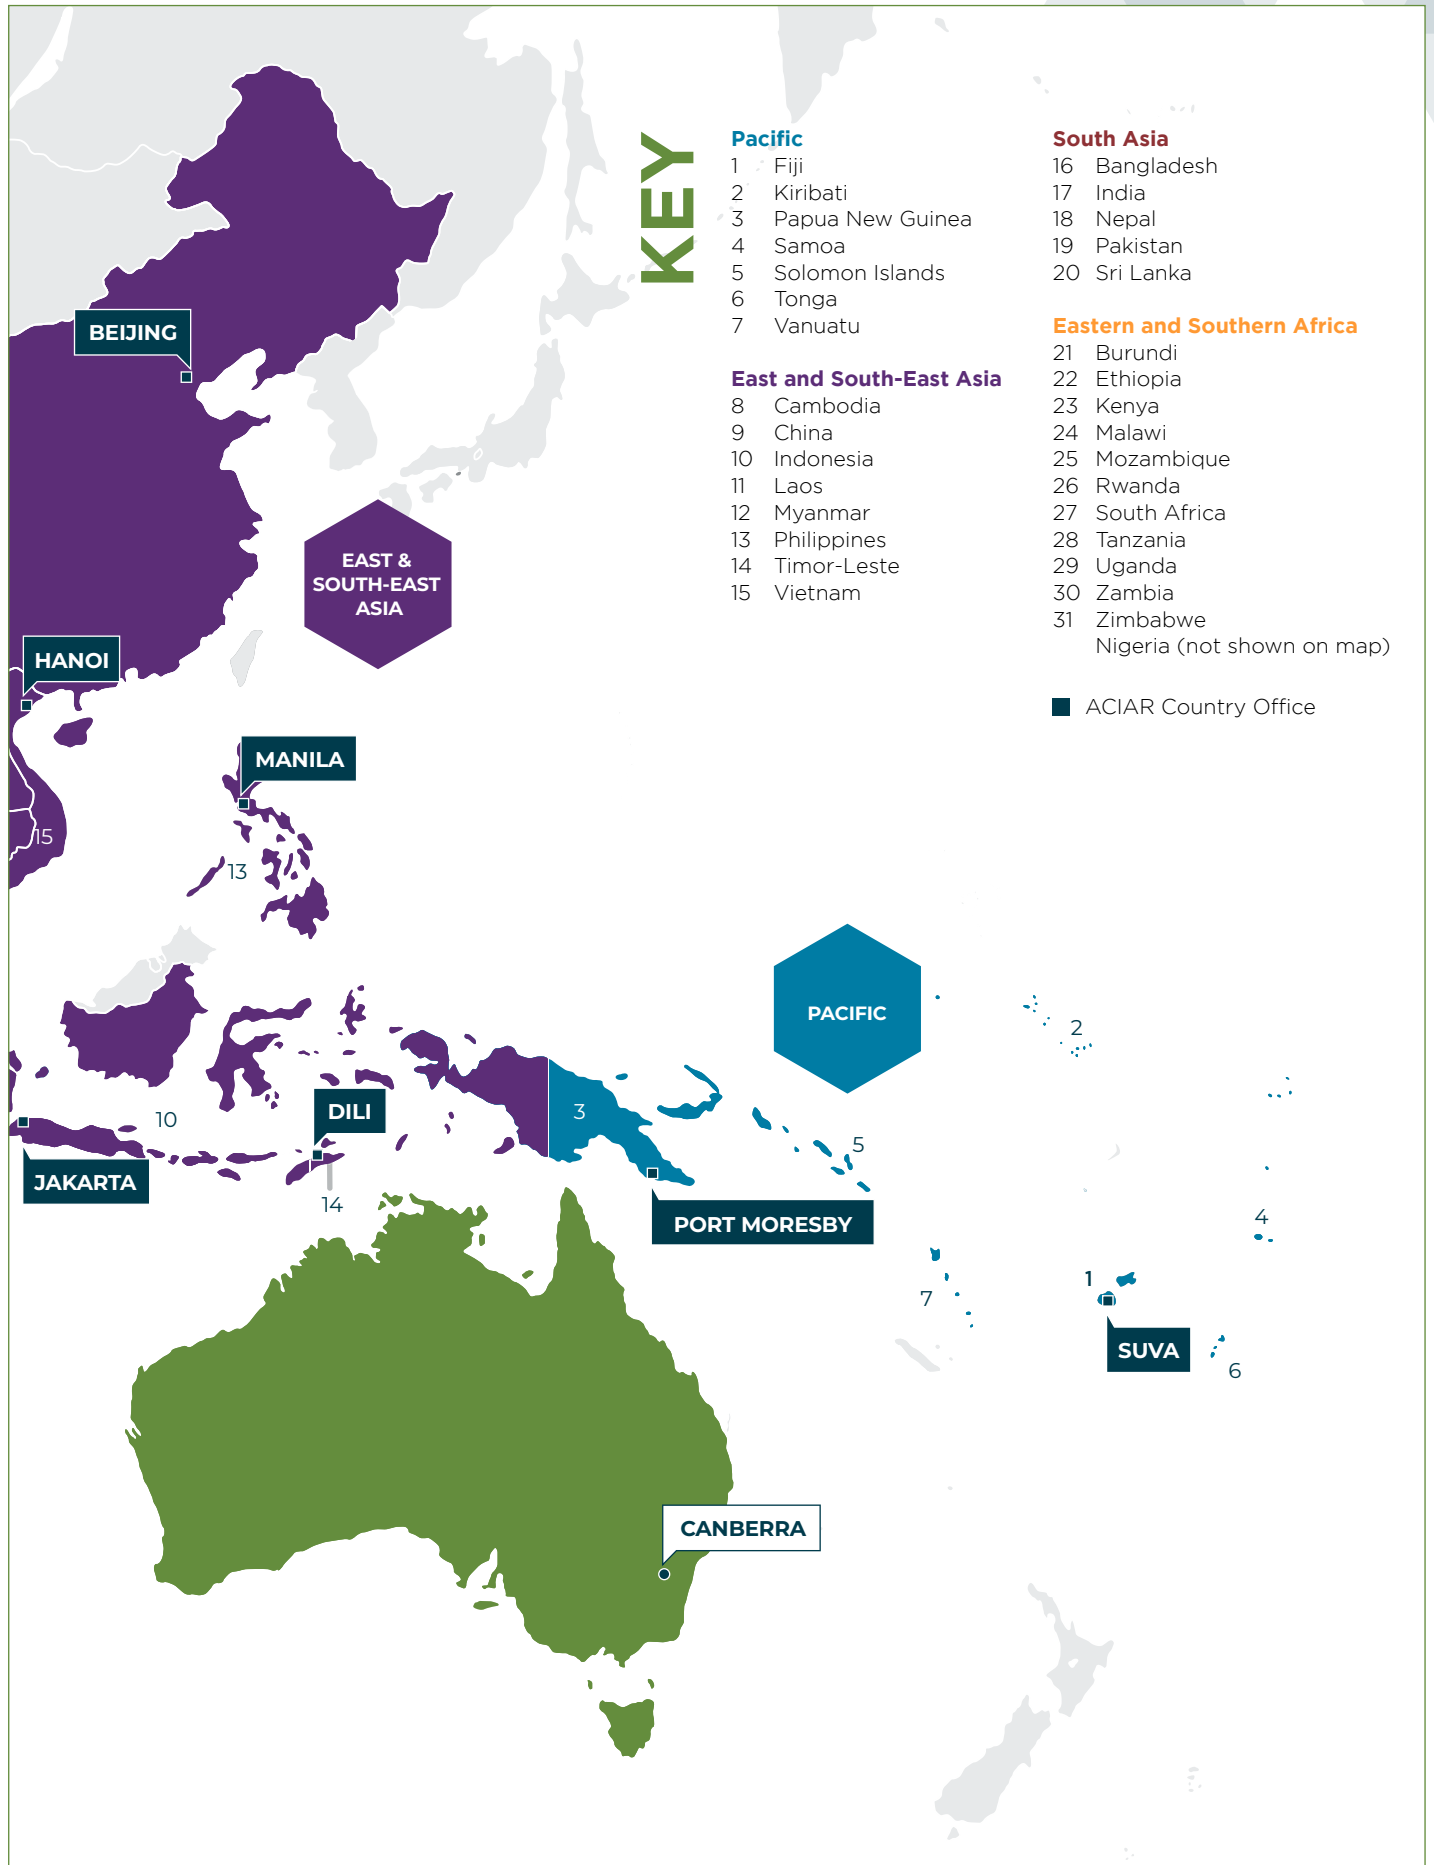 KEY
Pacific
1 Fiji
2 Kiribati
3 Papua New Guinea
4 Samoa
5 Solomon Islands
6 Tonga
7 Vanuatu
East and South-East Asia
8 Cambodia
9 China
10 Indonesia
11 Laos
12 Myanmar
13 Philippines
14 Timor-Leste
15 Vietnam
South Asia
16 Bangladesh
17 India
18 Nepal
19 Pakistan
20 Sri Lanka
Eastern and Southern Africa
21 Burundi
22 Ethiopia
23 Kenya
24 Malawi
25 Mozambique
26 Rwanda
27 South Africa
28 Tanzania
29 Uganda
30 Zambia
31 Zimbabwe
Nigeria (not shown on map)
ACIAR Country Office
BEIJING
EAST &
SOUTH-EAST
ASIA
HANOI
MANILA
15
13
PACIFIC
2
10
DILI
3
5
JAKARTA
14
PORT MORESBY
4
1
7
SUVA
6
CANBERRA